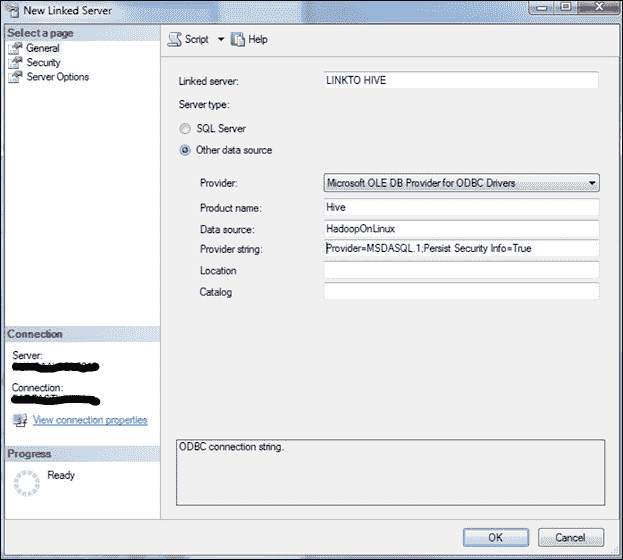 New Linked Server
Select a page
General
Security
Server Options
Script Help
Linked server: LINKTO HIVE
Server type:
SQL Server
Other data source
Provider: Microsoft OLE DB Provider for ODBC Drivers
Product name: Hive
Data source: HadoopOnLinux
Provider string: Provider=MSDASQL.1;Persist Security Info=True
Location
Catalog
Connection
Server:
Connection:
View connection properties
Progress
Ready
ODBC connection string.
OK Cancel